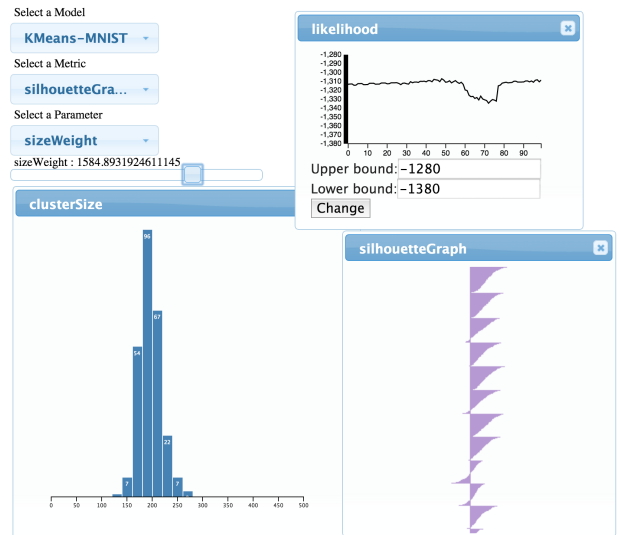 Select a Model
KMeans-MNIST
Select a Metric
silhouetteGra...
Select a Parameter
sizeWeight
sizeWeight : 1584.8931924611145
likelihood
-1,280
-1,290
-1,300
-1,310
-1,320
-1,330
-1,340
-1,350
-1,360
-1,370
-1,380
0 10 20 30 40 50 60 70 80 90
Upper bound: -1280
Lower bound: -1380
Change
clusterSize
96
67
54
22
7 7
0 50 100 150 200 250 300 350 400 450 500
silhouetteGraph